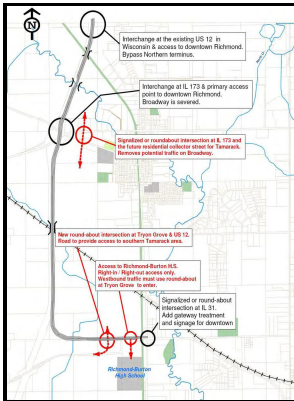 N
Interchange at the existing US 12 in
Wisconsin & access to downtown Richmond.
Bypass Northern terminus.
Interchange at IL 173 & primary access
point to downtown Richmond.
Broadway is severed.
Signalized or roundabout intersection at IL 173 and
the future residential collector street for Tamarack.
Removes potential traffic on Broadway.
New round-about intersection at Tryon Grove & US 12.
Road to provide access to southern Tamarack area.
Access to Richmond-Burton H.S.
Right-in / Right-out access only.
Westbound traffic must use round-about
at Tryon Grove to enter.
Signalized or round-about
intersection at IL 31.
Add gateway treatment
and signage for downtown
Richmond-Burton
High School